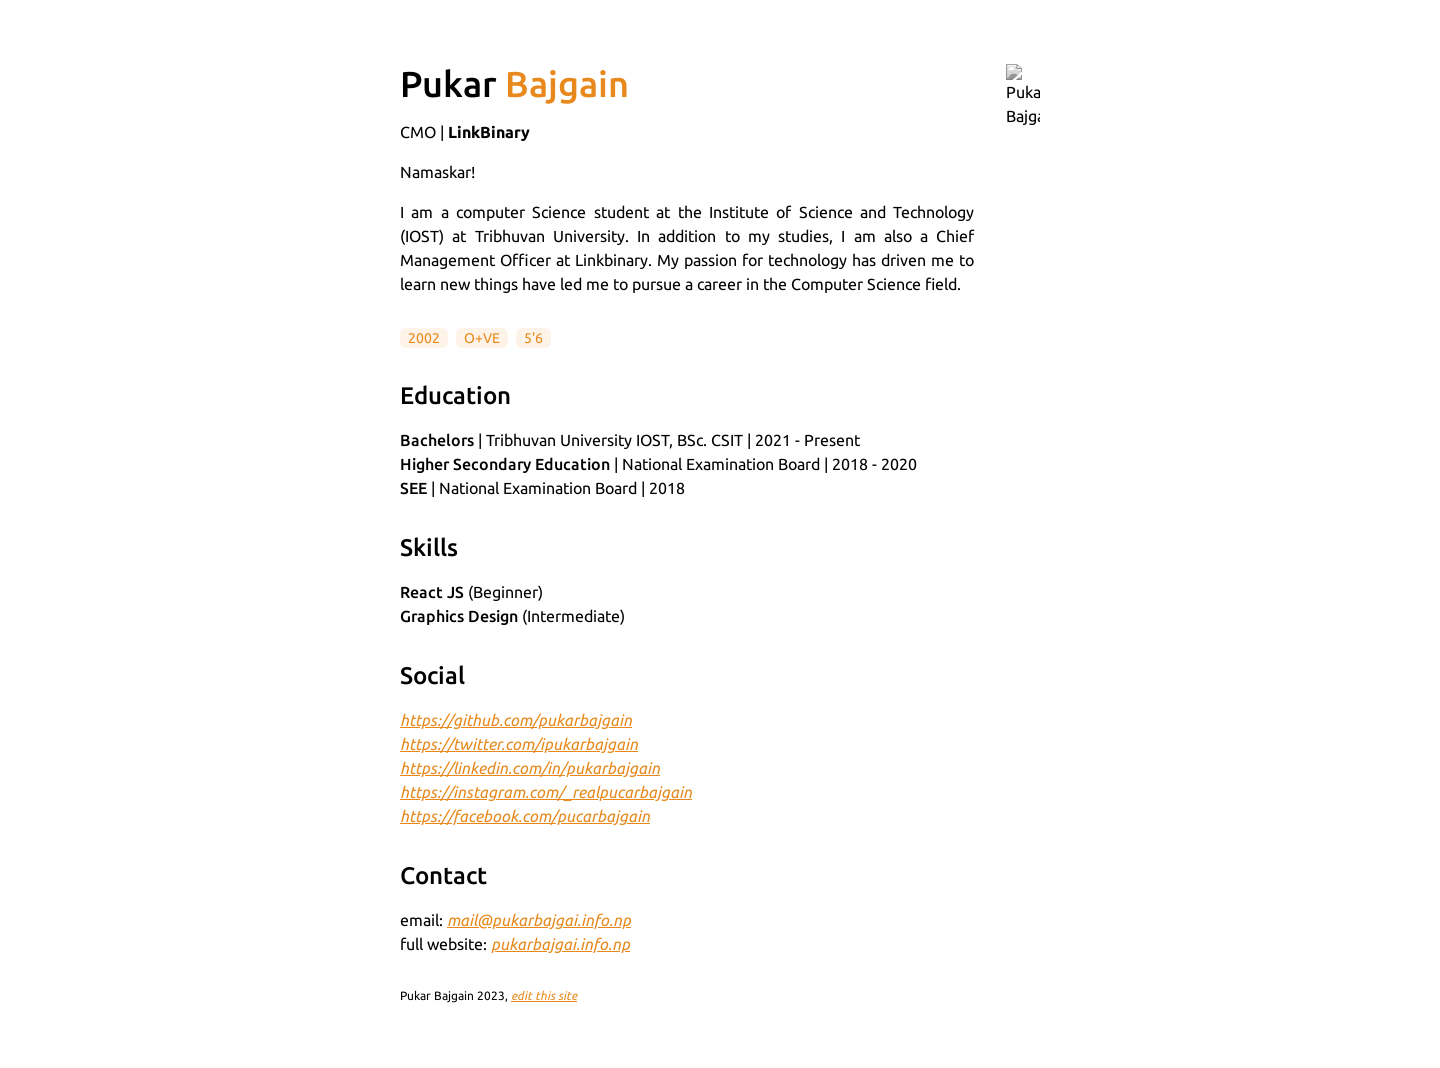 Pukar Bajgain
CMO | LinkBinary
Namaskar!
I am a computer Science student at the Institute of Science and Technology
(IOST) at Tribhuvan University. In addition to my studies, I am also a Chief
Management Officer at Linkbinary. My passion for technology has driven me to
learn new things have led me to pursue a career in the Computer Science field.
2002 O+VE 5'6
Education
Bachelors | Tribhuvan University IOST, BSc. CSIT | 2021 - Present
Higher Secondary Education | National Examination Board | 2018 - 2020
SEE | National Examination Board | 2018
Skills
React JS (Beginner)
Graphics Design (Intermediate)
Social
https://github.com/pukarbajgain
https://twitter.com/ipukarbajgain
https://linkedin.com/in/pukarbajgain
https://instagram.com/_realpucarbajgain
https://facebook.com/pucarbajgain
Contact
email: mail@pukarbajgai.info.np
full website: pukarbajgai.info.np
Pukar Bajgain 2023, edit this site